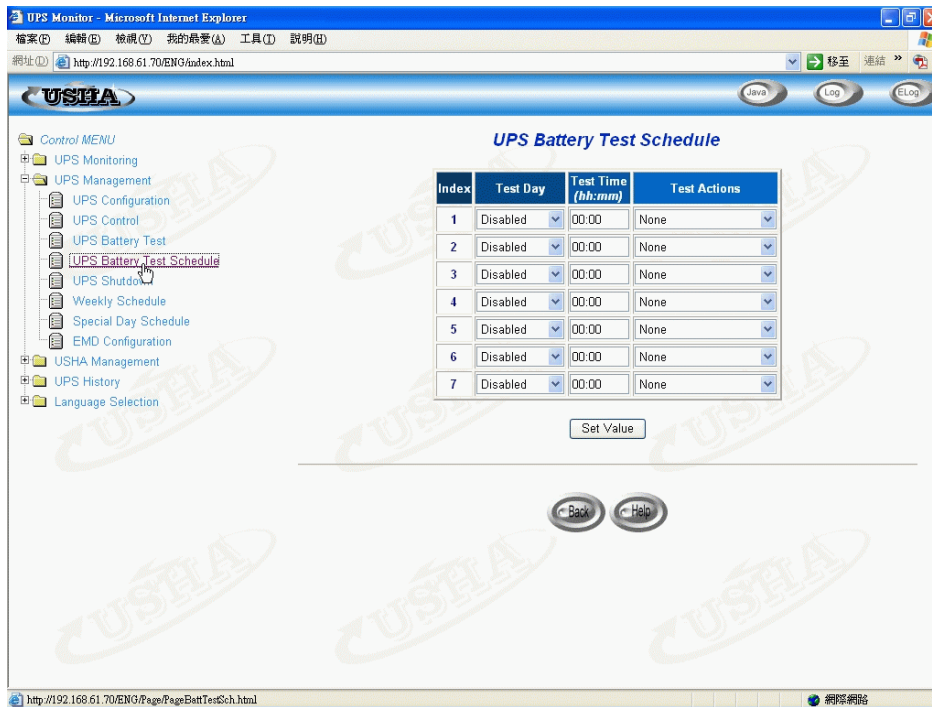 UPS Monitor - Microsoft Internet Explorer
檔案(F) 編輯(E) 檢視(V) 我的最愛(A) 工具(T) 說明(H)
網址(D) http://192.168.61.70/ENG/index.html 移至 連結 »
USHA Java Log ELog
Control MENU
UPS Monitoring
UPS Management
UPS Configuration
UPS Control
UPS Battery Test
UPS Battery Test Schedule
UPS Shutdown
Weekly Schedule
Special Day Schedule
EMD Configuration
USHA Management
UPS History
Language Selection
UPS Battery Test Schedule
Index Test Day Test Time (hh:mm) Test Actions
1 Disabled 00:00 None
2 Disabled 00:00 None
3 Disabled 00:00 None
4 Disabled 00:00 None
5 Disabled 00:00 None
6 Disabled 00:00 None
7 Disabled 00:00 None
Set Value
Back Help
http://192.168.61.70/ENG/Page/PageBattTestSch.html 網際網路